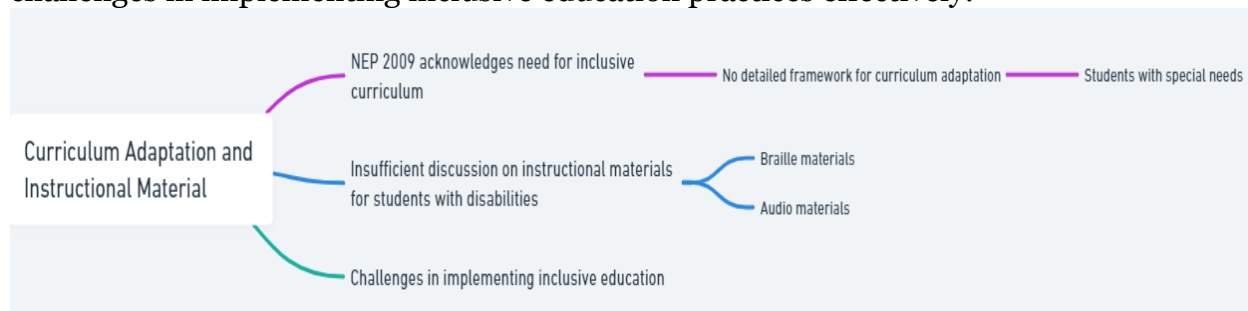 challenges in implementing inclusive education practices effectively.
NEP 2009 acknowledges need for inclusive
curriculum
No detailed framework for curriculum adaptation
Students with special needs
Curriculum Adaptation and
Instructional Material
Insufficient discussion on instructional materials
for students with disabilities
Braille materials
Audio materials
Challenges in implementing inclusive education